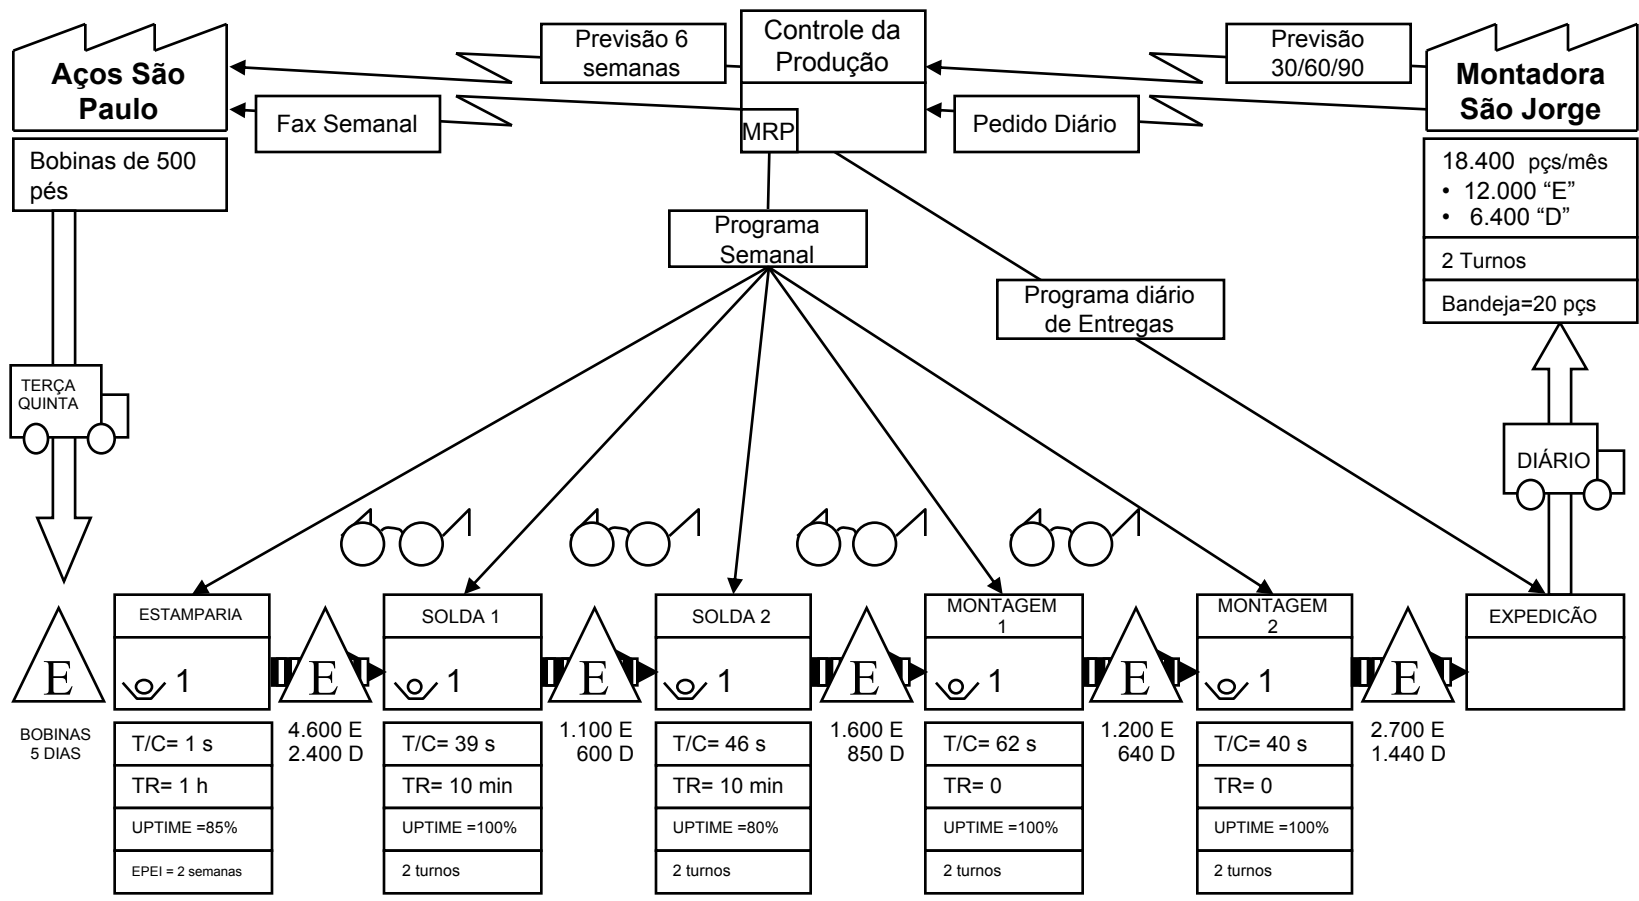 Aços São
Paulo
Bobinas de 500
pés
Previsão 6
semanas
Fax Semanal
Controle da
Produção
MRP
Previsão
30/60/90
Pedido Diário
Montadora
São Jorge
18.400 pçs/mês
• 12.000 “E”
• 6.400 “D”
2 Turnos
Bandeja=20 pçs
Programa
Semanal
Programa diário
de Entregas
TERÇA
QUINTA
DIÁRIO
E
BOBINAS
5 DIAS
ESTAMPARIA
1
T/C= 1 s
TR= 1 h
UPTIME =85%
EPEI = 2 semanas
E
4.600 E
2.400 D
SOLDA 1
1
T/C= 39 s
TR= 10 min
UPTIME =100%
2 turnos
E
1.100 E
600 D
SOLDA 2
1
T/C= 46 s
TR= 10 min
UPTIME =80%
2 turnos
E
1.600 E
850 D
MONTAGEM
1
1
T/C= 62 s
TR= 0
UPTIME =100%
2 turnos
E
1.200 E
640 D
MONTAGEM
2
1
T/C= 40 s
TR= 0
UPTIME =100%
2 turnos
E
2.700 E
1.440 D
EXPEDICÃO